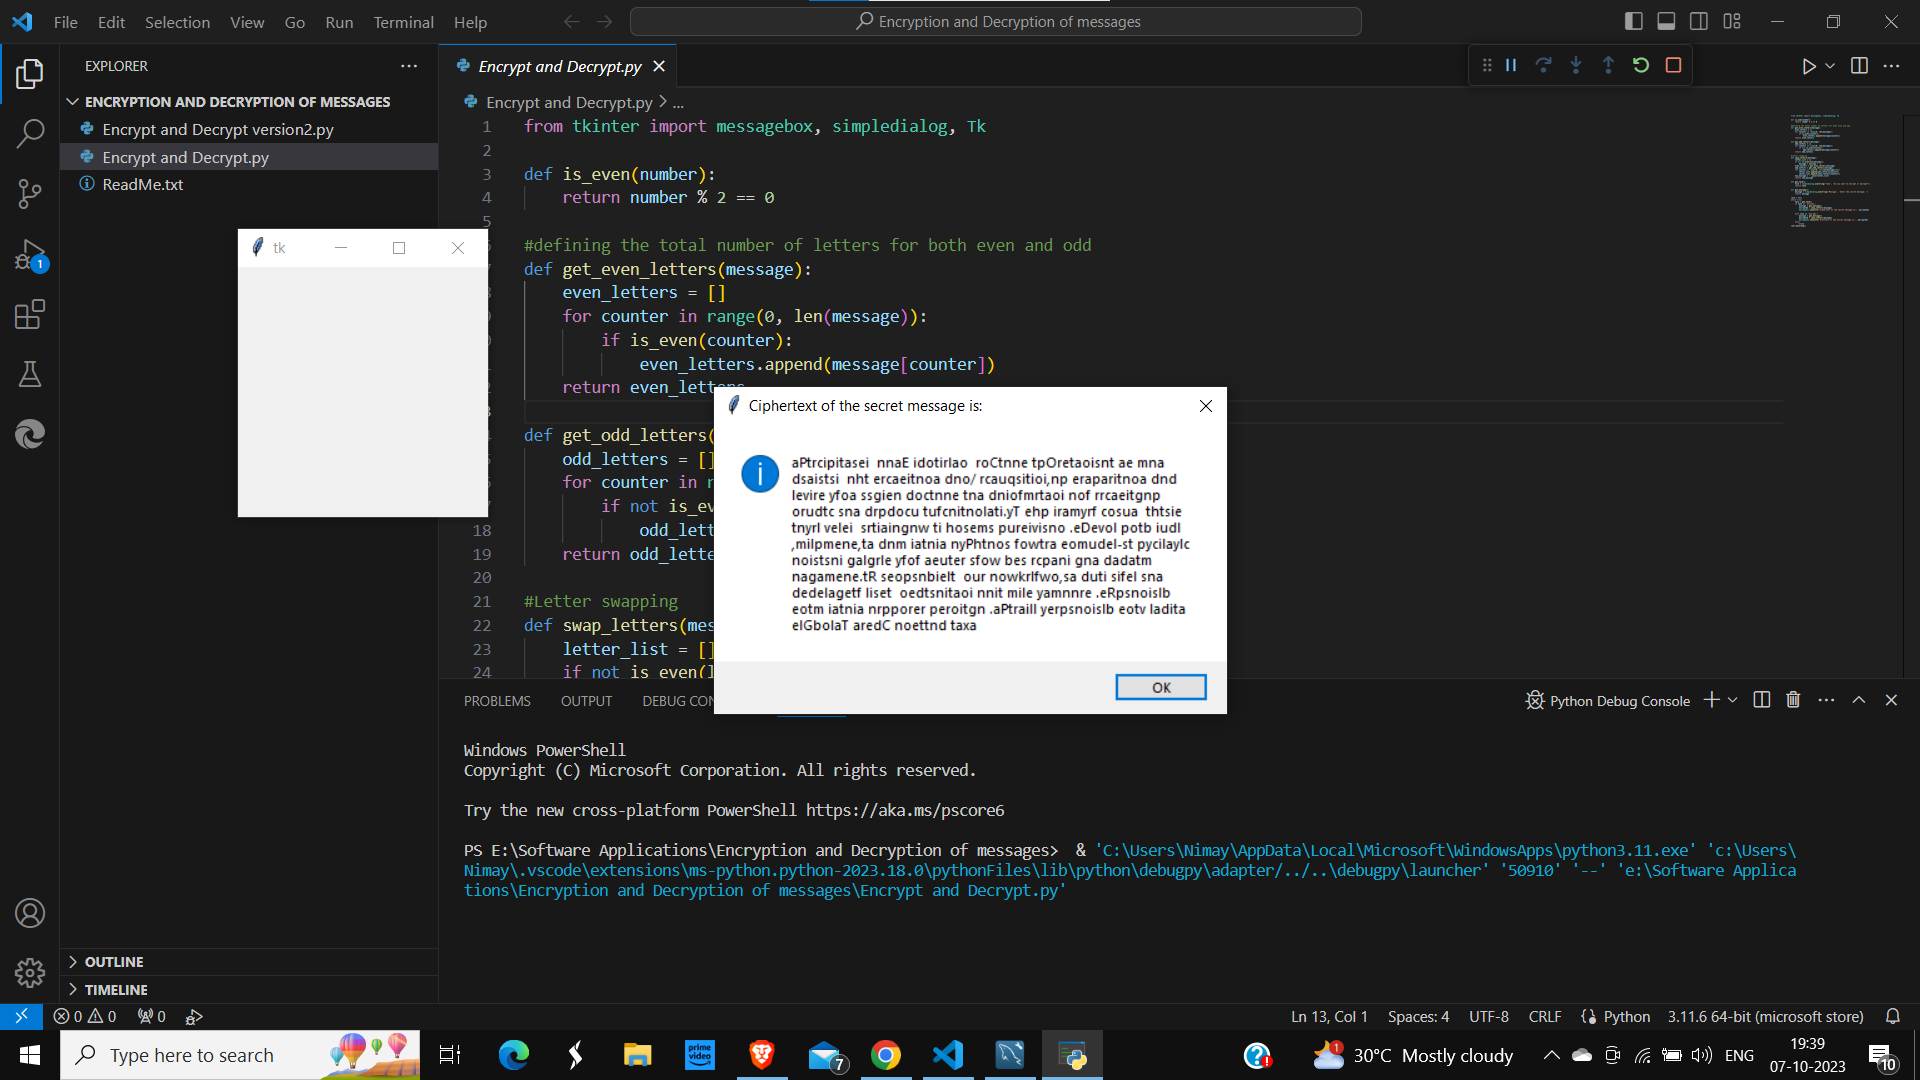 File Edit Selection View Go Run Terminal Help
Encryption and Decryption of messages
EXPLORER
ENCRYPTION AND DECRYPTION OF MESSAGES
Encrypt and Decrypt version2.py
Encrypt and Decrypt.py
ReadMe.txt
1
tk
OUTLINE
TIMELINE
Encrypt and Decrypt.py
Encrypt and Decrypt.py > ...
1 from tkinter import messagebox, simpledialog, Tk
2
3 def is_even(number):
4 return number % 2 == 0
5
#defining the total number of letters for both even and odd
def get_even_letters(message):
even_letters = []
for counter in range(0, len(message)):
if is_even(counter):
even_letters.append(message[counter])
return even_letters
def get_odd_letters(
odd_letters = []
for counter in r
if not is_ev
18 odd_lett
19 return odd_lette
20
21 #Letter swapping
22 def swap_letters(mes
23 letter_list = []
24 if not is_even(l
Ciphertext of the secret message is:
aPtrcipitasei nnaE idotirlao roCtnne tpOretaoisnt ae mna
dsaistsi nht ercaeitnoa dno/ rcauqsitioi,np eraparitnoa dnd
levire yfoa ssgien doctnne tna dniofmrtaoi nof rrcaeitgnp
orudtc sna drpdocu tufcnitnolati.yT ehp iramyrf cosua thtsie
tnyrl velei srtiaingnw ti hosems pureivisno .eDevol potb iudl
,milpmene,ta dnm iatnia nyPhtnos fowtra eomudel-st pycilaylc
noistsni galgrle yfof aeuter sfow bes rcpani gna dadatm
nagamene.tR seopsnbielt our nowkrlfwo,sa duti sifel sna
dedelagetf liset oedtsnitaoi nnit mile yamnnre .eRpsnoislb
eotm iatnia nrpporer peroitgn .aPtraill yerpsnoislb eotv ladita
elGbolaT aredC noettnd taxa
OK
PROBLEMS OUTPUT DEBUG CON
Python Debug Console
Windows PowerShell
Copyright (C) Microsoft Corporation. All rights reserved.
Try the new cross-platform PowerShell https://aka.ms/pscore6
PS E:\Software Applications\Encryption and Decryption of messages> & 'C:\Users\Nimay\AppData\Local\Microsoft\WindowsApps\python3.11.exe' 'c:\Users\
Nimay\.vscode\extensions\ms-python.python-2023.18.0\pythonFiles\lib\python\debugpy\adapter/../..\debugpy\launcher' '50910' '--' 'e:\Software Applica
tions\Encryption and Decryption of messages\Encrypt and Decrypt.py'
0 0 0
Ln 13, Col 1 Spaces: 4 UTF-8 CRLF Python 3.11.6 64-bit (microsoft store)
Type here to search
prime video
7
1
30°C Mostly cloudy
ENG
19:39
07-10-2023
10